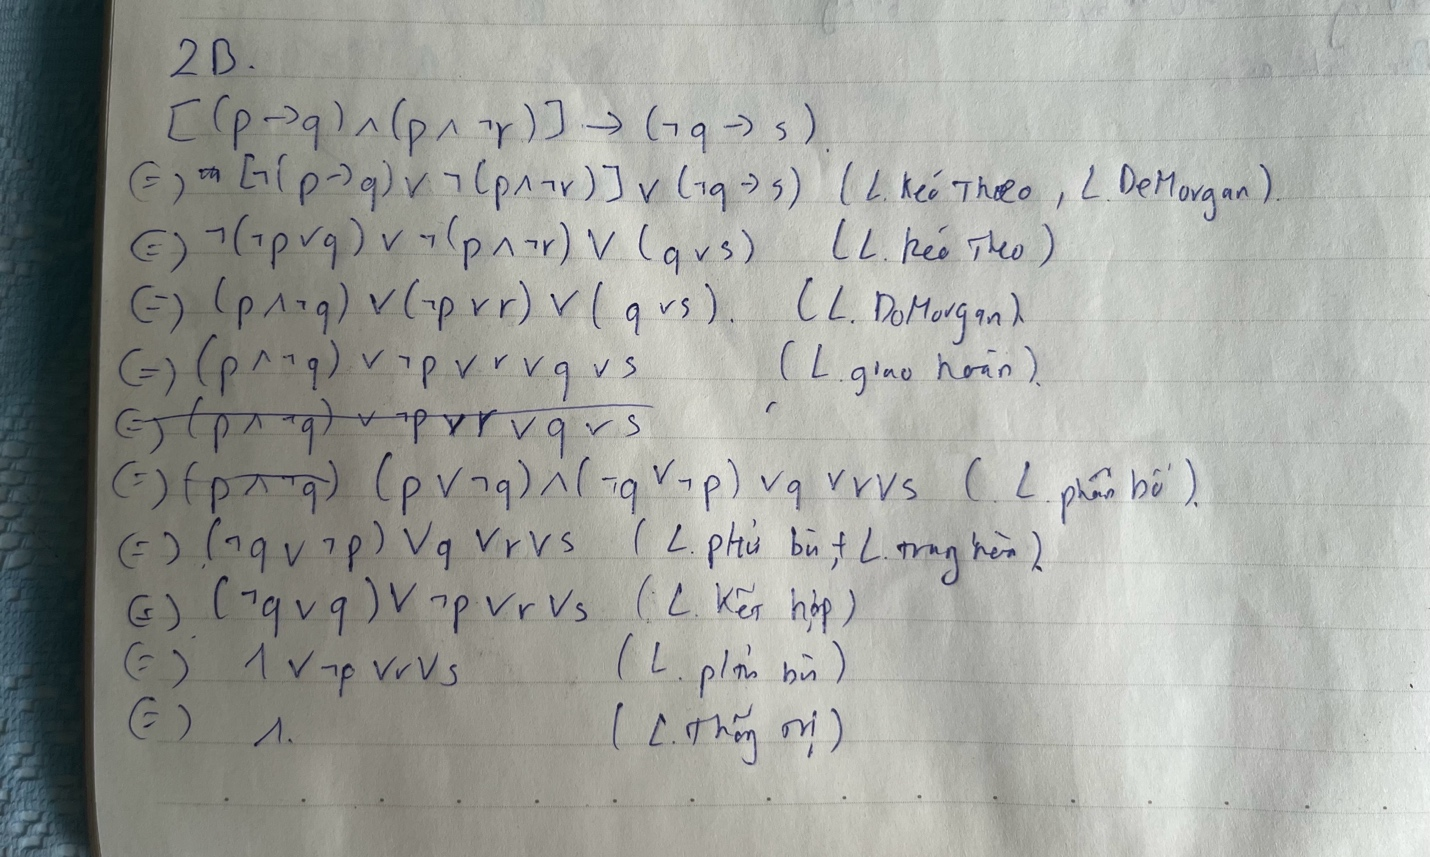 2B.
[(p→q)∧(p∧¬r)]→(¬q→s).
(=) [¬(p→q)∨¬(p∧¬r)]∨(¬q→s) (L. kéo Theo, L. DeMorgan).
(=) ¬(¬p∨q)∨¬(p∧¬r)∨(q∨s) (L. kéo Theo)
(=) (p∧¬q)∨(¬p∨r)∨(q∨s). (L. DeMorgan)
(=) (p∧¬q)∨¬p∨r∨q∨s (L. giao hoán).
(=) (p∧¬q)∨¬p∨r∨q∨s
(=) (p∧¬q) (p∨¬q)∧(¬q∨¬p)∨q∨r∨s (L. phân bố).
(=) (¬q∨¬p)∨q∨r∨s (L. phủ bù + L. trung hòa).
(=) (¬q∨q)∨¬p∨r∨s (L. Kết hợp)
(=) 1∨¬p∨r∨s (L. phủ bù)
(=) 1. (L. Thống trị)